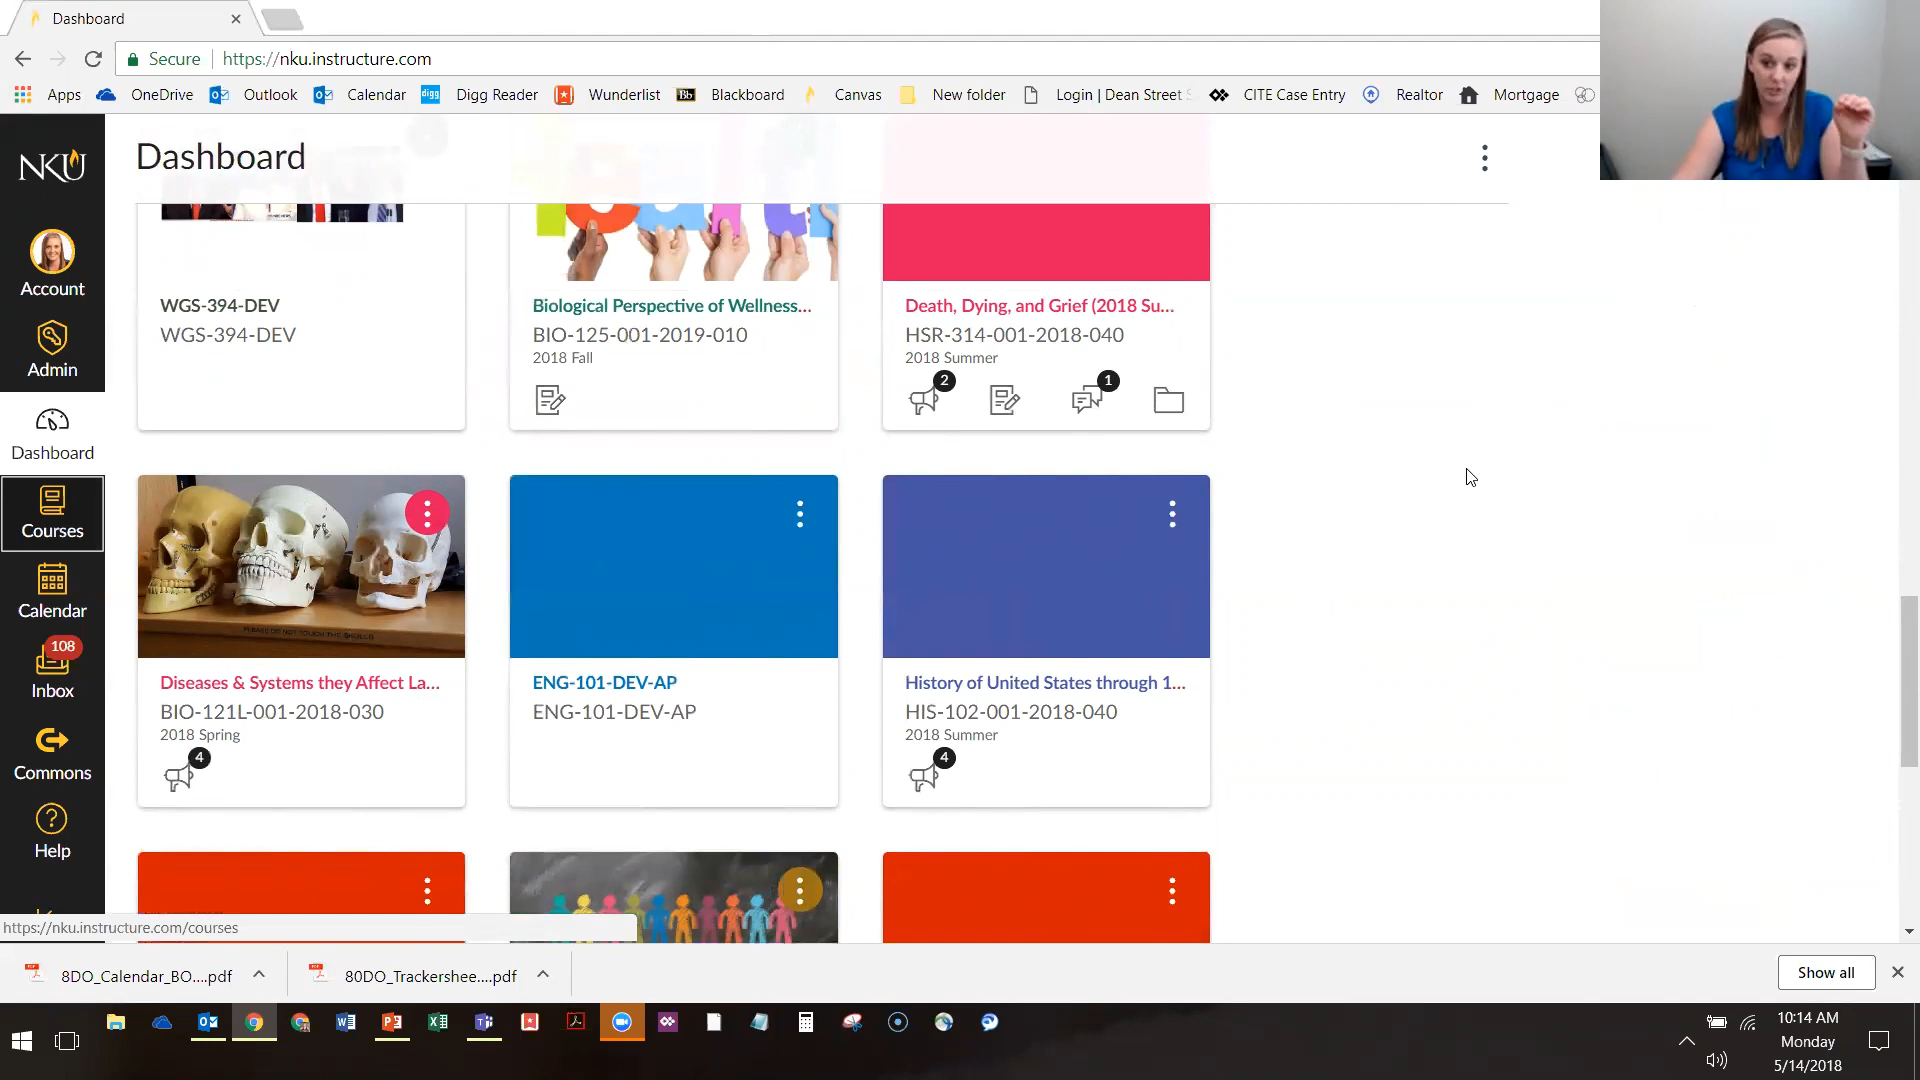 Dashboard
Secure https://nku.instructure.com
Apps OneDrive Outlook Calendar Digg Reader Wunderlist Blackboard Canvas New folder Login | Dean Street S CITE Case Entry Realtor Mortgage
NKU
Dashboard
Account
Admin
Dashboard
Courses
Calendar
108
Inbox
Commons
Help
WGS-394-DEV
WGS-394-DEV
Biological Perspective of Wellness...
BIO-125-001-2019-010
2018 Fall
Death, Dying, and Grief (2018 Su...
HSR-314-001-2018-040
2018 Summer
2 1
PLEASE DO NOT TOUCH THE SKULLS
Diseases & Systems they Affect La...
BIO-121L-001-2018-030
2018 Spring
4
ENG-101-DEV-AP
ENG-101-DEV-AP
History of United States through 1...
HIS-102-001-2018-040
2018 Summer
4
https://nku.instructure.com/courses
8DO_Calendar_BO....pdf 80DO_Trackershee....pdf Show all
10:14 AM
Monday
5/14/2018